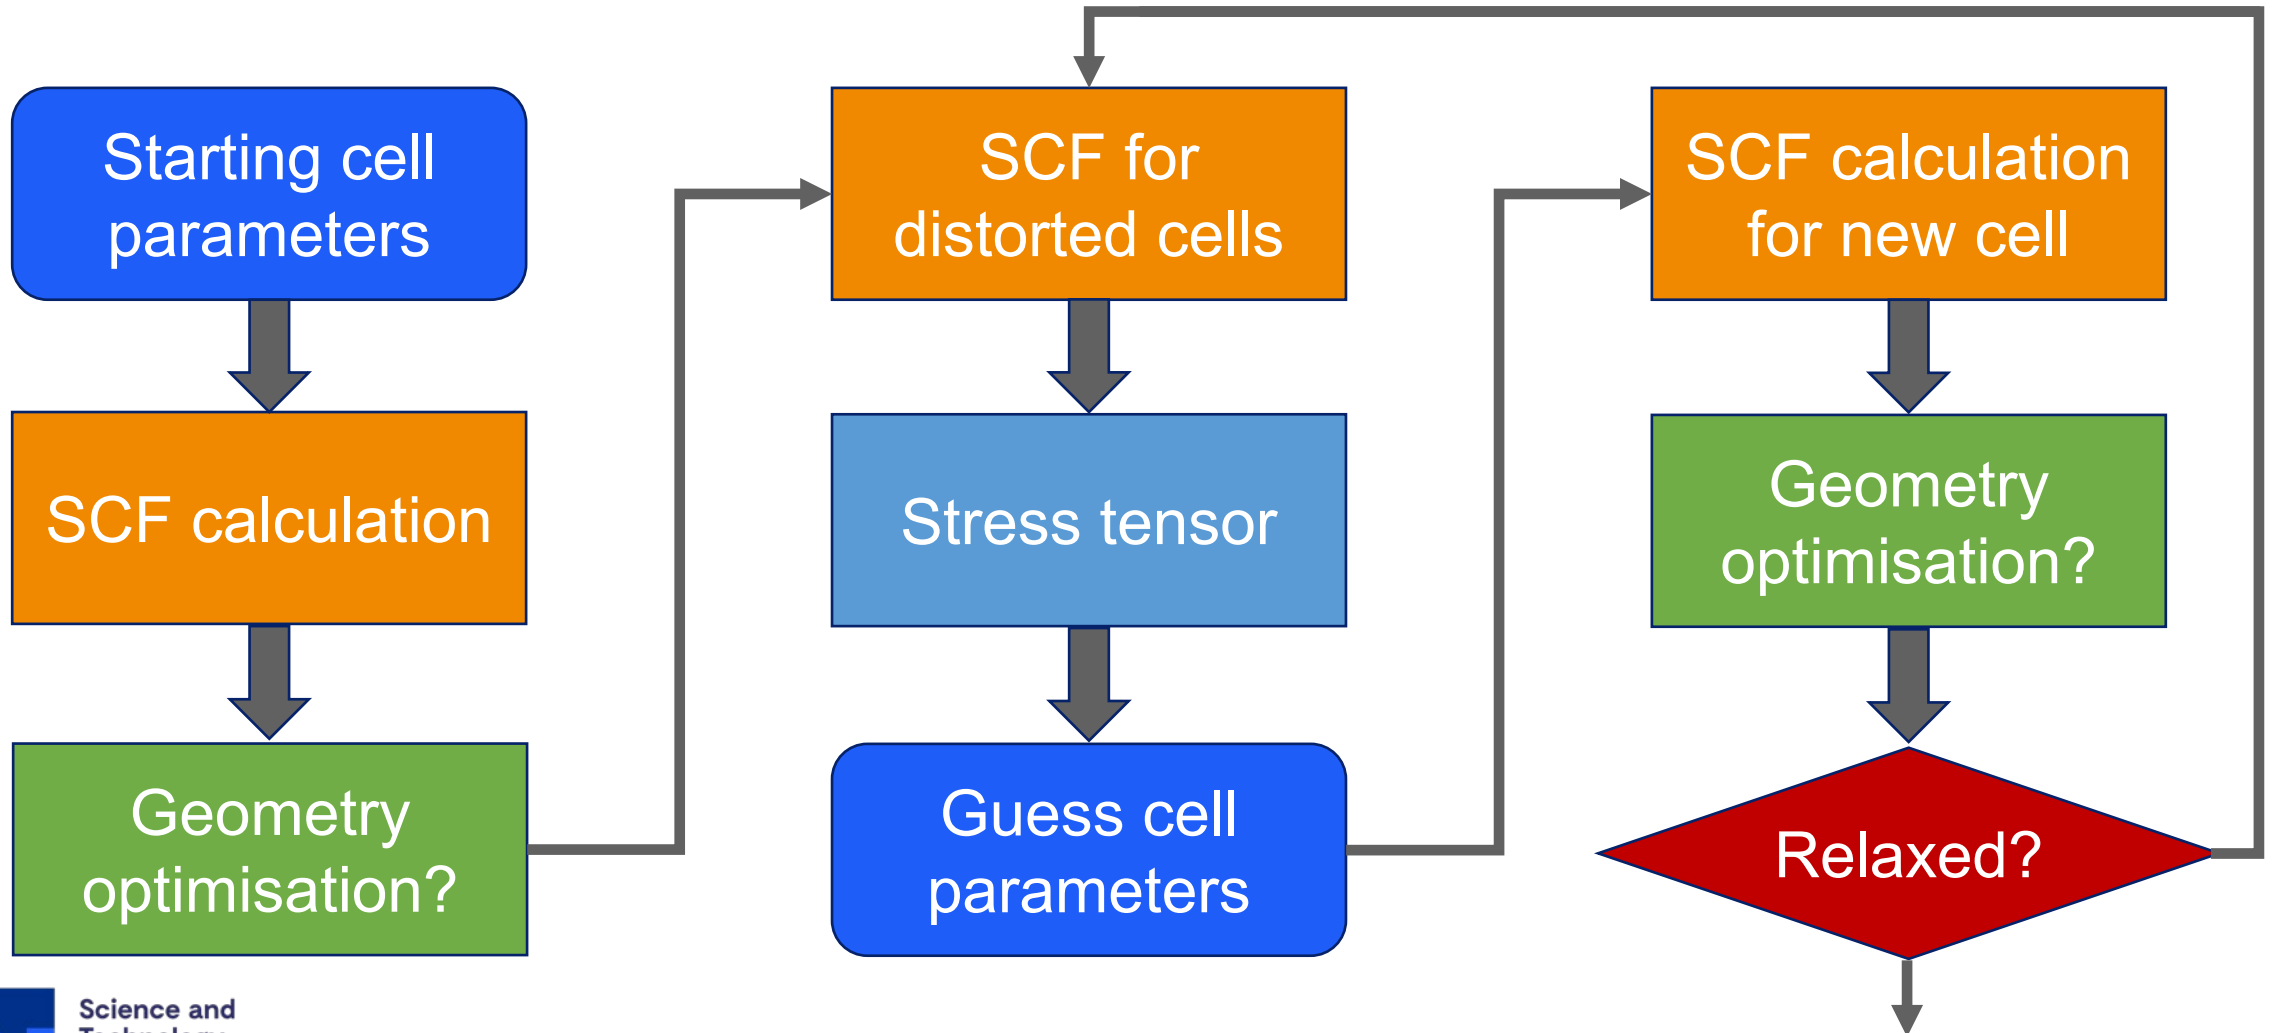 Starting cell
parameters
SCF calculation
Geometry
optimisation?
SCF for
distorted cells
Stress tensor
Guess cell
parameters
SCF calculation
for new cell
Geometry
optimisation?
Relaxed?
Science and